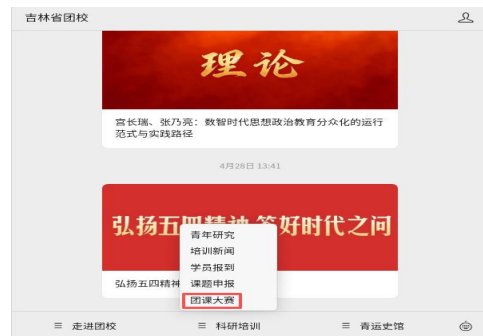 吉林省团校
理论
宫长瑞、张乃亮：数智时代思想政治教育分众化的运行
范式与实践路径
4月28日 13:41
弘扬五四精神 答好时代之问
青年研究
培训新闻
学员报到
弘扬五四精神
课题申报
团课大赛
走进团校
科研培训
青运史馆